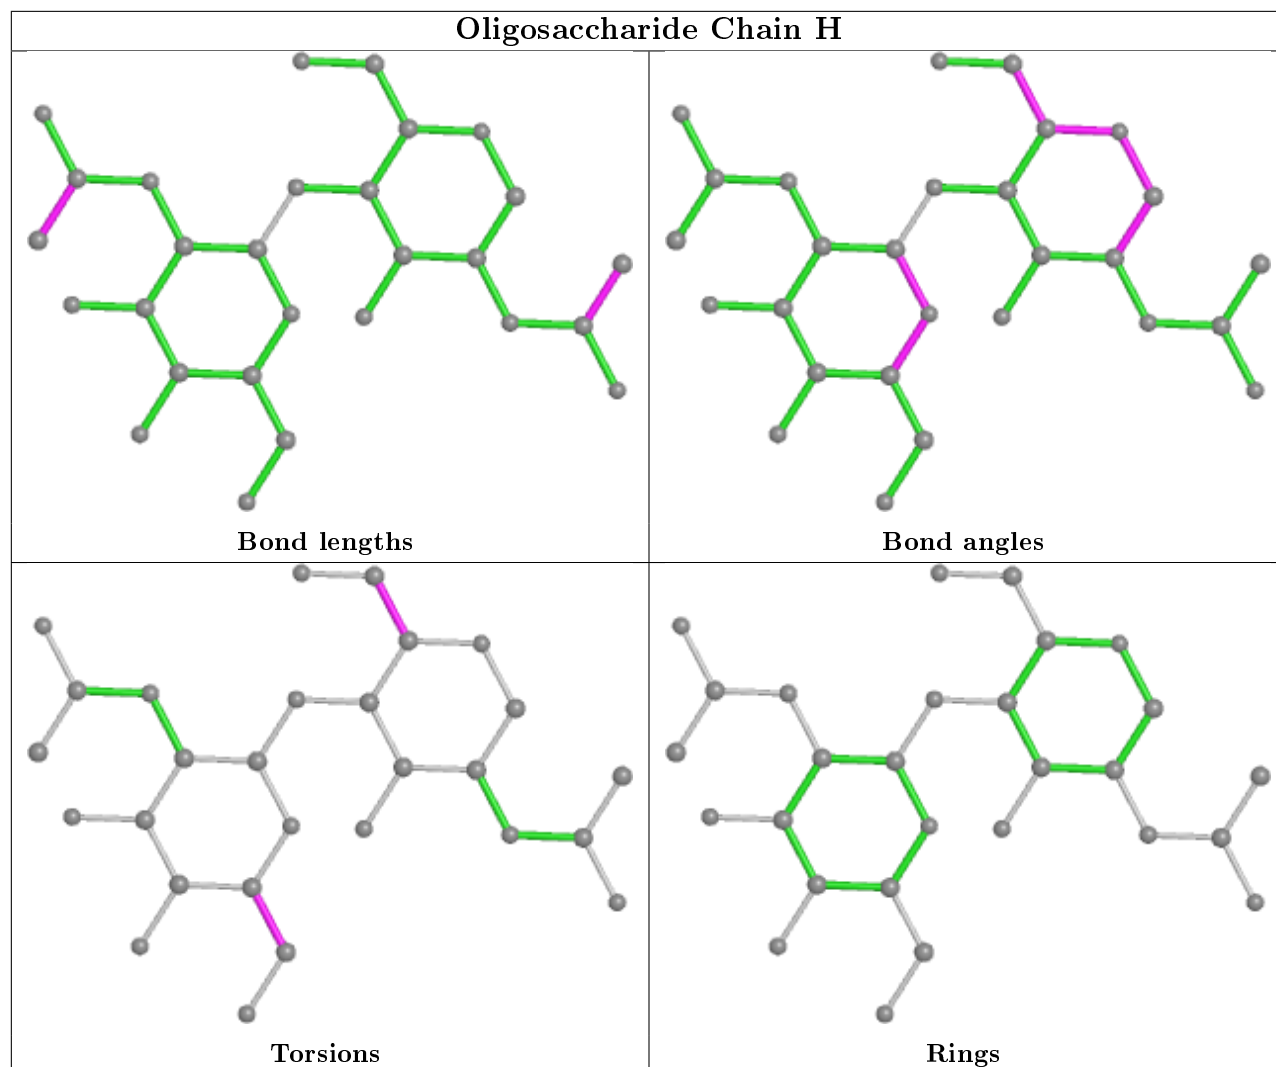 Oligosaccharide Chain H
Bond lengths
Bond angles
Torsions
Rings